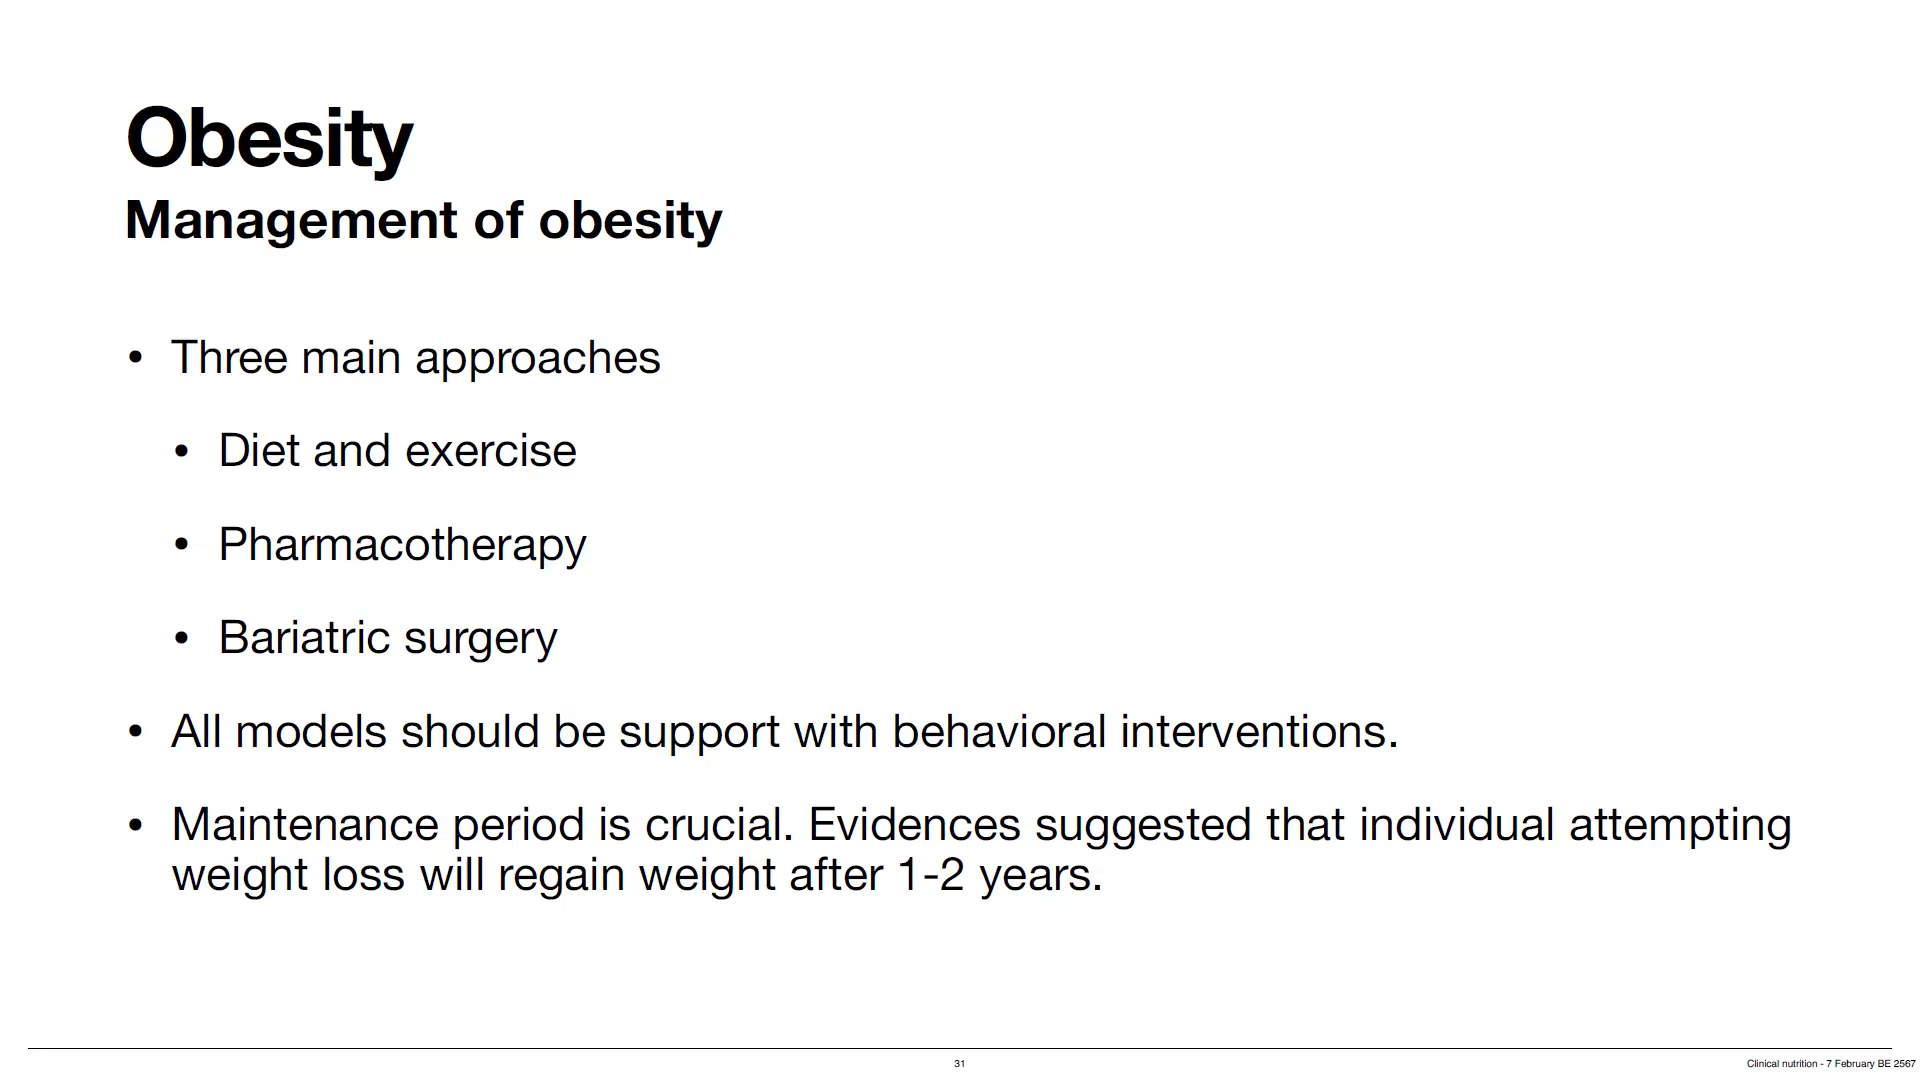 Obesity
Management of obesity
• Three main approaches
• Diet and exercise
• Pharmacotherapy
• Bariatric surgery
• All models should be support with behavioral interventions.
• Maintenance period is crucial. Evidences suggested that individual attempting
weight loss will regain weight after 1-2 years.
31
Clinical nutrition - 7 February BE 2567